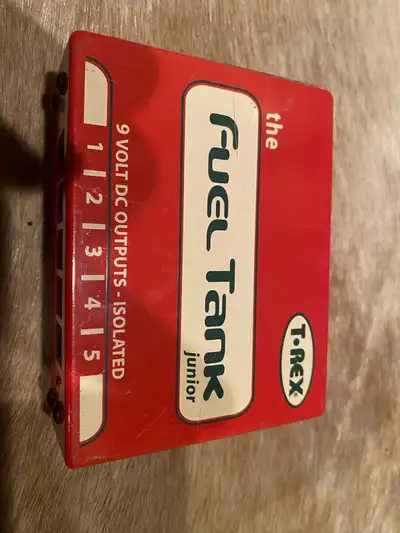 T·REX
the
Fuel Tank
junior
9 VOLT DC OUTPUTS - ISOLATED
1 | 2 | 3 | 4 | 5